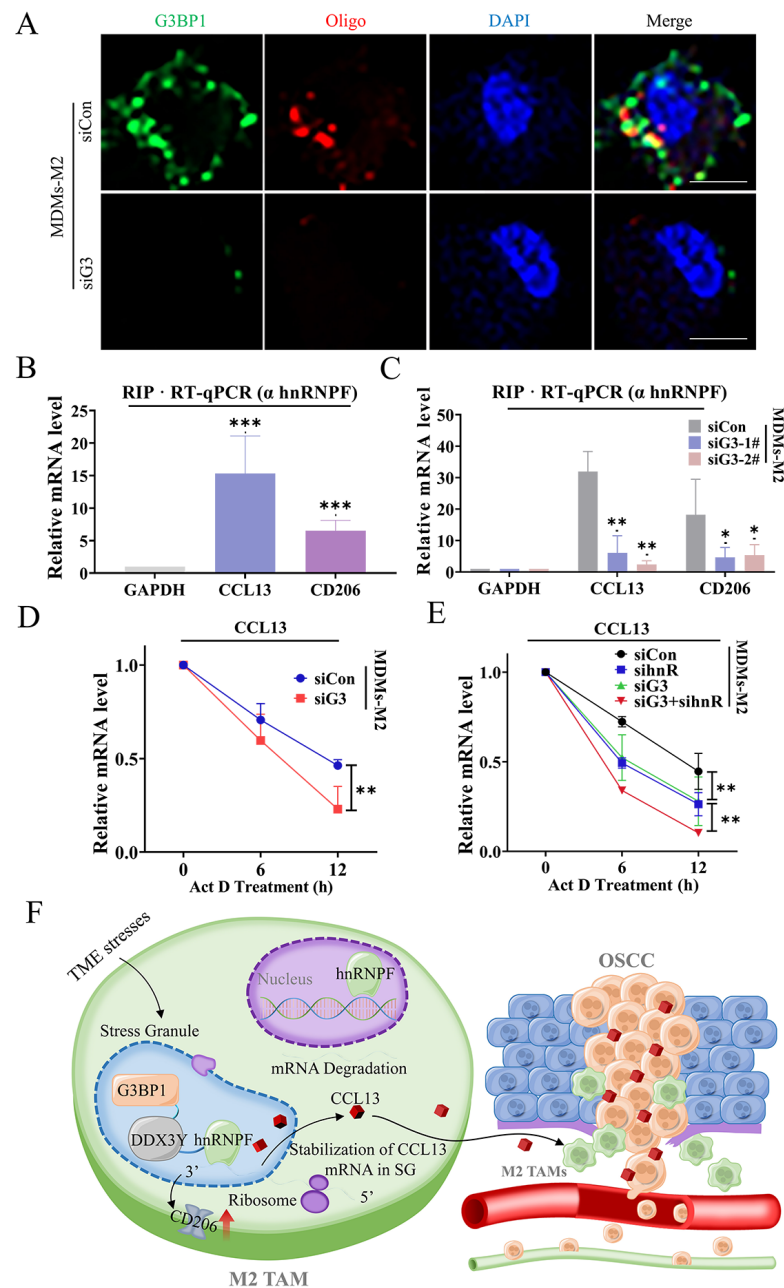 A
G3BP1 Oligo DAPI Merge
MDMs-M2
siCon
siG3
B
RIP · RT-qPCR (α hnRNPF)
Relative mRNA level
25
20
15
10
5
0
***
***
GAPDH CCL13 CD206
C
RIP · RT-qPCR (α hnRNPF)
Relative mRNA level
50
40
30
20
10
0
siCon
siG3-1#
siG3-2#
MDMs-M2
**
**
*
*
GAPDH CCL13 CD206
D
CCL13
Relative mRNA level
1.0
0.5
0.0
siCon
siG3
MDMs-M2
**
0 6 12
Act D Treatment (h)
E
CCL13
Relative mRNA level
1.0
0.5
0.0
siCon
sihnR
siG3
siG3+sihnR
MDMs-M2
**
**
0 6 12
Act D Treatment (h)
F
TME stresses
Stress Granule
G3BP1
DDX3Y
hnRNPF
3’
CD206
Nucleus
hnRNPF
mRNA Degradation
CCL13
Stabilization of CCL13
mRNA in SG
Ribosome
5’
M2 TAM
OSCC
M2 TAMs